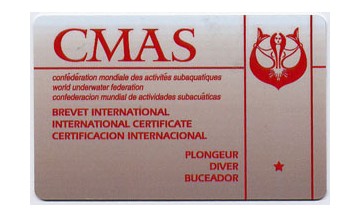 CMAS
confédération mondiale des activités subaquatiques
world underwater federation
confederacion mundial de actividades subacuáticas
BREVET INTERNATIONAL
INTERNATIONAL CERTIFICATE
CERTIFICACION INTERNACIONAL
PLONGEUR
DIVER
BUCEADOR